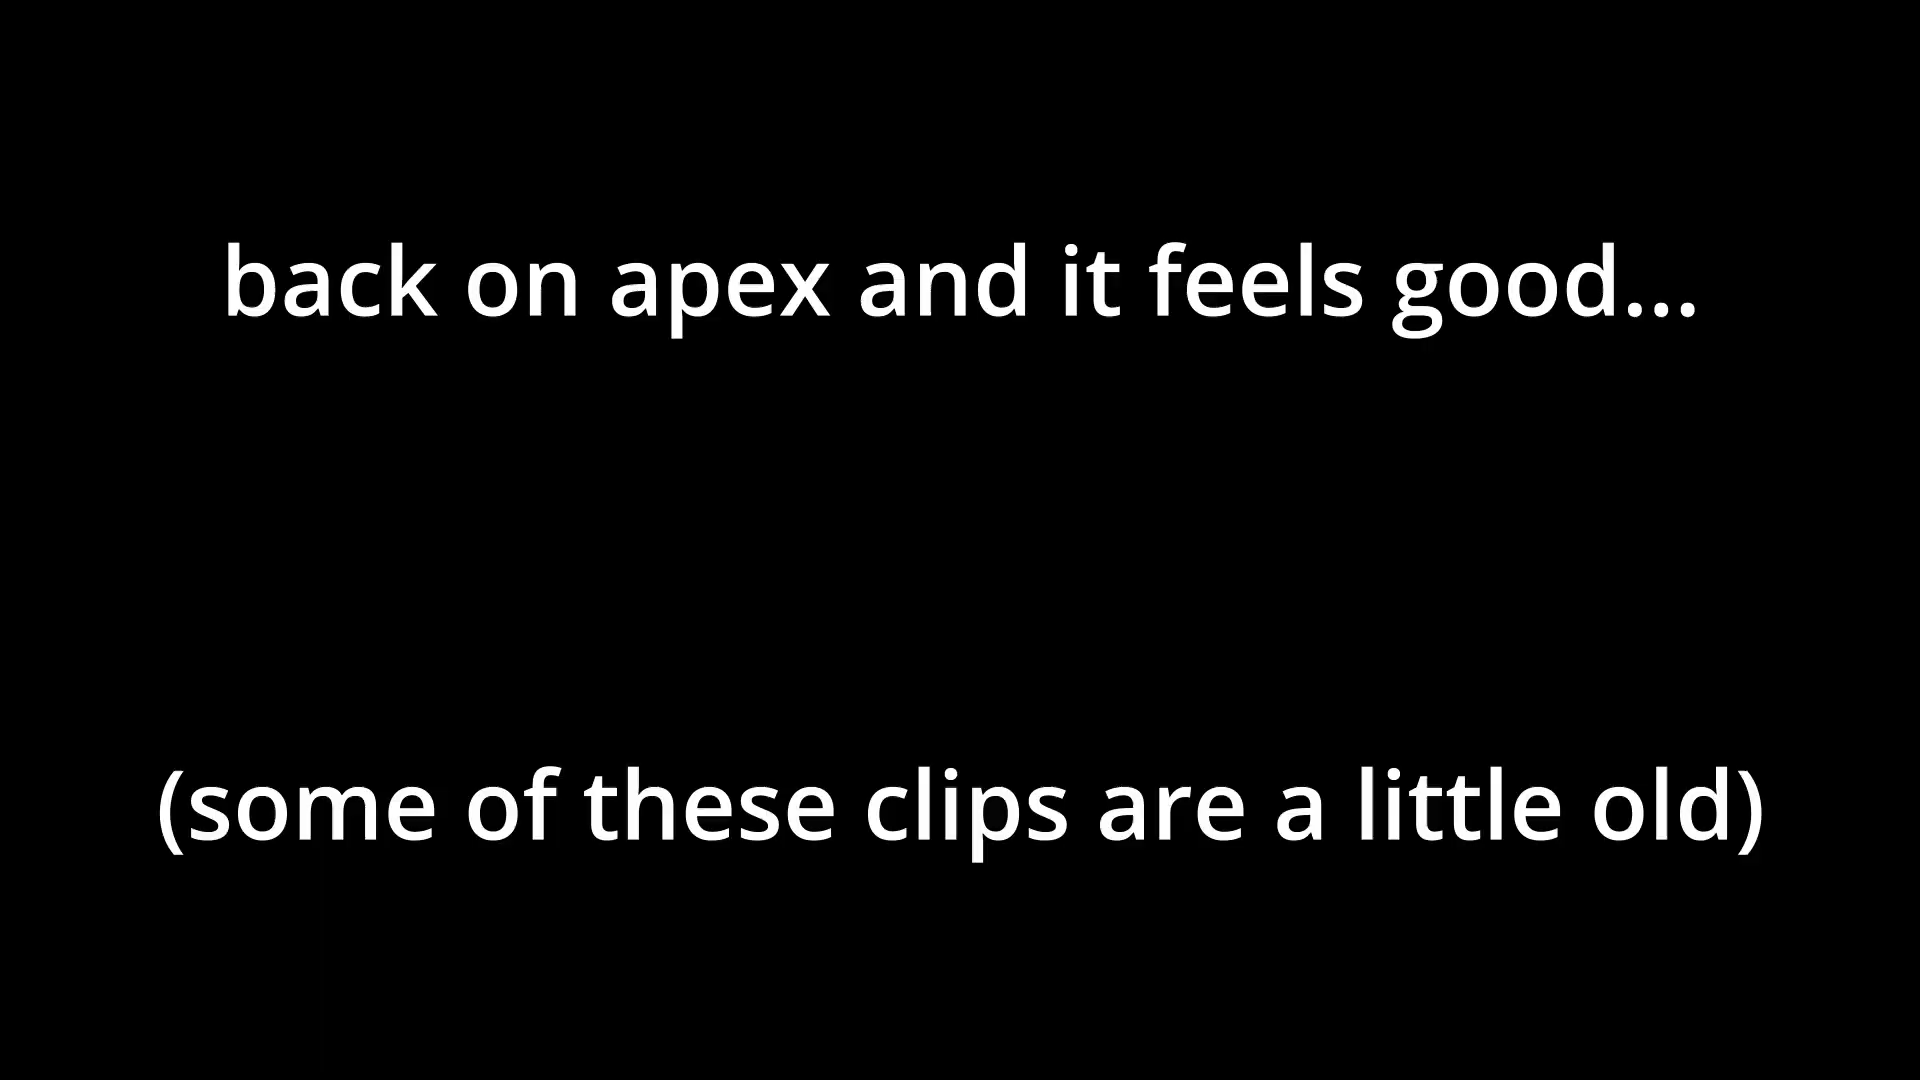 back on apex and it feels good...
(some of these clips are a little old)